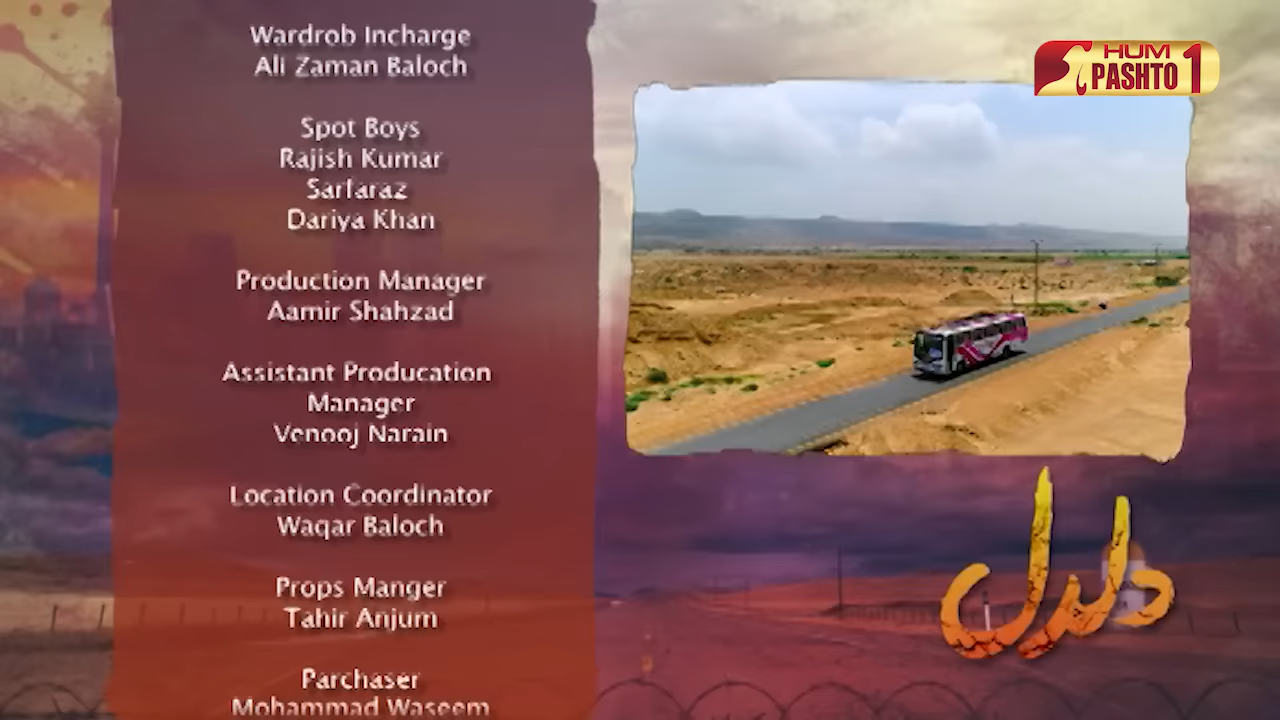 Wardrob Incharge
Ali Zaman Baloch
Spot Boys
Rajish Kumar
Sarfaraz
Dariya Khan
Production Manager
Aamir Shahzad
Assistant Producation
Manager
Venooj Narain
Location Coordinator
Waqar Baloch
Props Manger
Tahir Anjum
Parchaser
Mohammad Waseem
HUM
PASHTO 1
دلدل